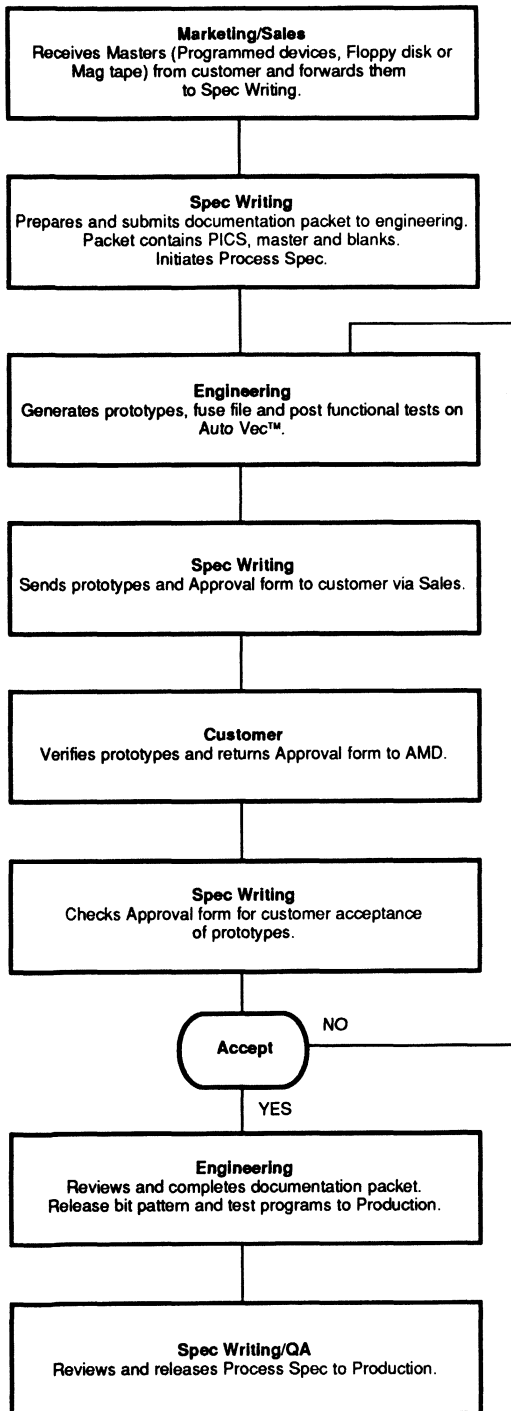 Marketing/Sales
Receives Masters (Programmed devices, Floppy disk or
Mag tape) from customer and forwards them
to Spec Writing.
Spec Writing
Prepares and submits documentation packet to engineering.
Packet contains PICS, master and blanks.
Initiates Process Spec.
Engineering
Generates prototypes, fuse file and post functional tests on
Auto Vec™.
Spec Writing
Sends prototypes and Approval form to customer via Sales.
Customer
Verifies prototypes and returns Approval form to AMD.
Spec Writing
Checks Approval form for customer acceptance
of prototypes.
Accept
NO
YES
Engineering
Reviews and completes documentation packet.
Release bit pattern and test programs to Production.
Spec Writing/QA
Reviews and releases Process Spec to Production.